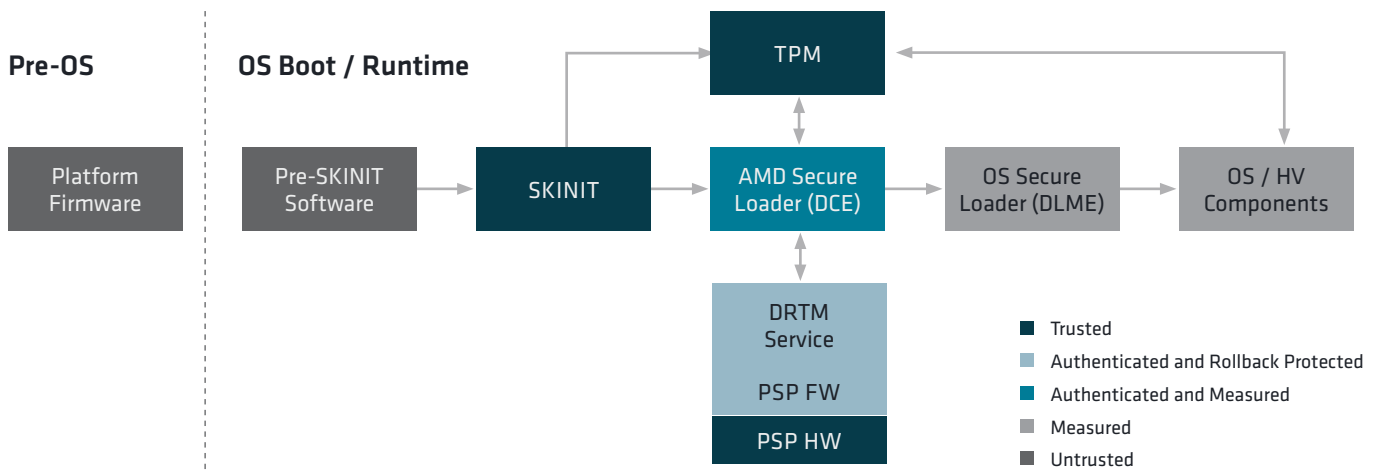 Pre-OS
OS Boot / Runtime
TPM
Platform
Firmware
Pre-SKINIT
Software
SKINIT
AMD Secure
Loader (DCE)
OS Secure
Loader (DLME)
OS / HV
Components
DRTM
Service
PSP FW
PSP HW
Trusted
Authenticated and Rollback Protected
Authenticated and Measured
Measured
Untrusted